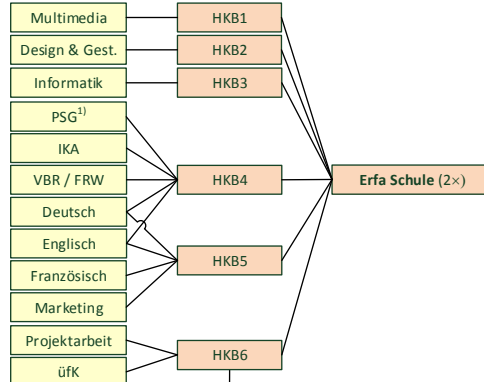 Multimedia
HKB1
Design & Gest.
HKB2
Informatik
HKB3
PSG1)
IKA
VBR / FRW
HKB4
Erfa Schule (2×)
Deutsch
Englisch
HKB5
Französisch
Marketing
Projektarbeit
HKB6
üfK